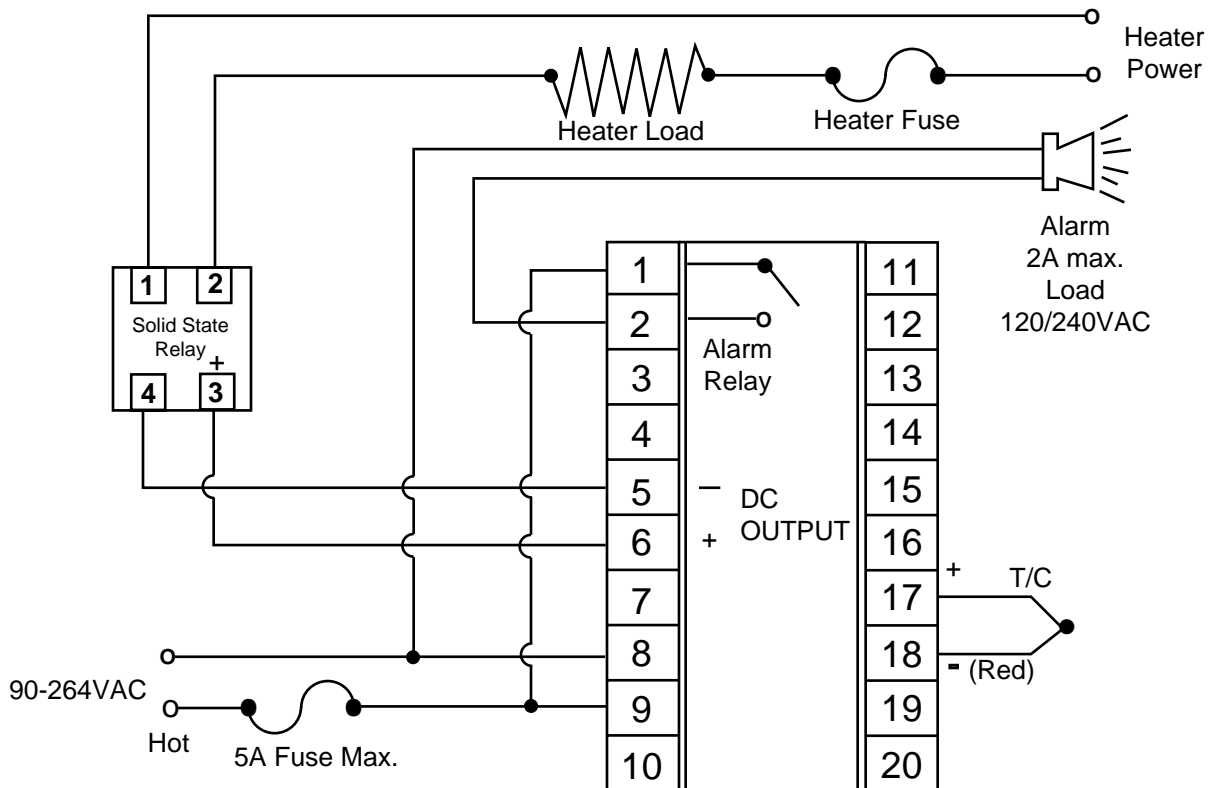 Heater
Power
Heater Load
Heater Fuse
Alarm
2A max.
Load
120/240VAC
1
2
Solid State
Relay
+
4
3
1
2
3
4
5
6
7
8
9
10
Alarm
Relay
– DC
+ OUTPUT
11
12
13
14
15
16
17
18
19
20
+ T/C
- (Red)
90-264VAC
Hot
5A Fuse Max.